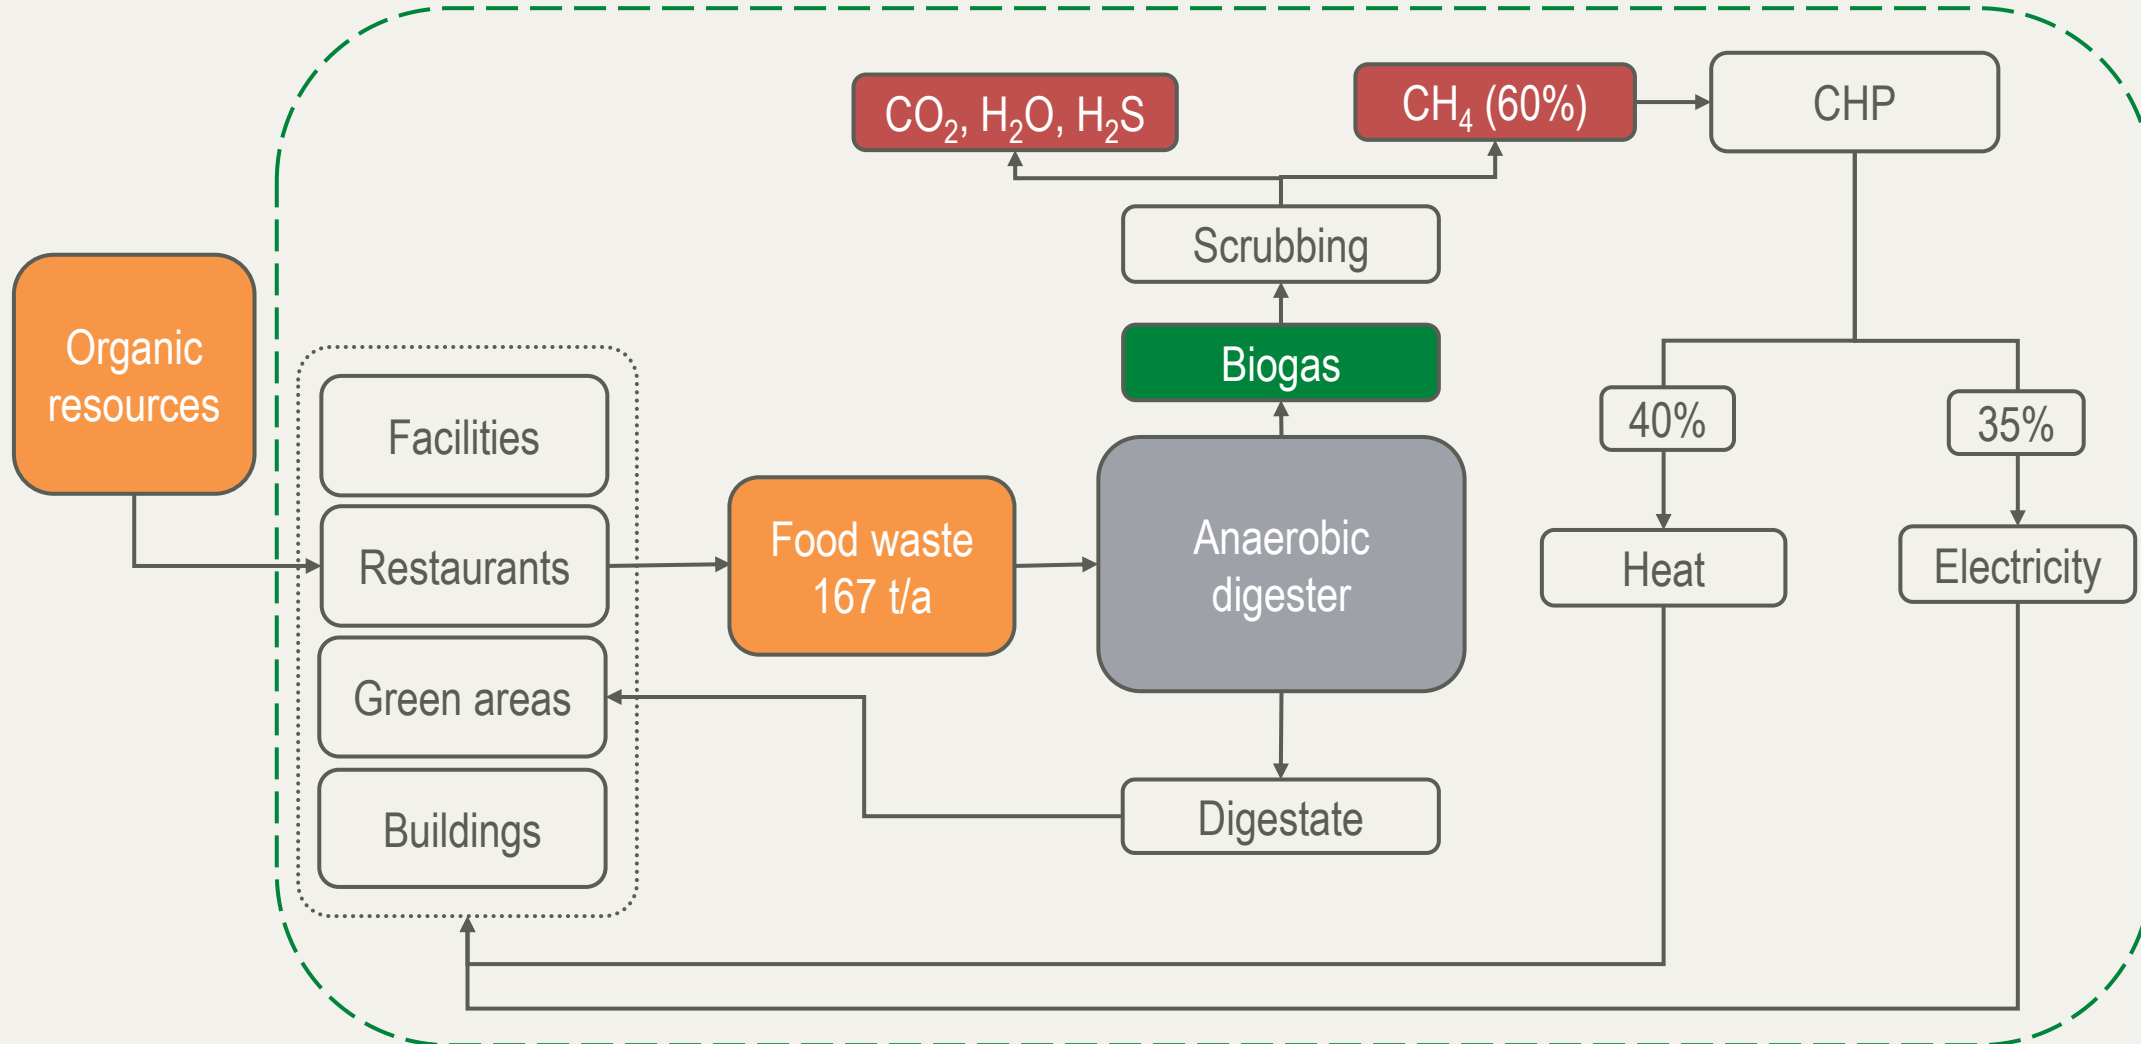 CO₂, H₂O, H₂S
CH₄ (60%)
CHP
Scrubbing
Organic
resources
Biogas
Facilities
40%
35%
Restaurants
Food waste
167 t/a
Anaerobic
digester
Heat
Electricity
Green areas
Buildings
Digestate